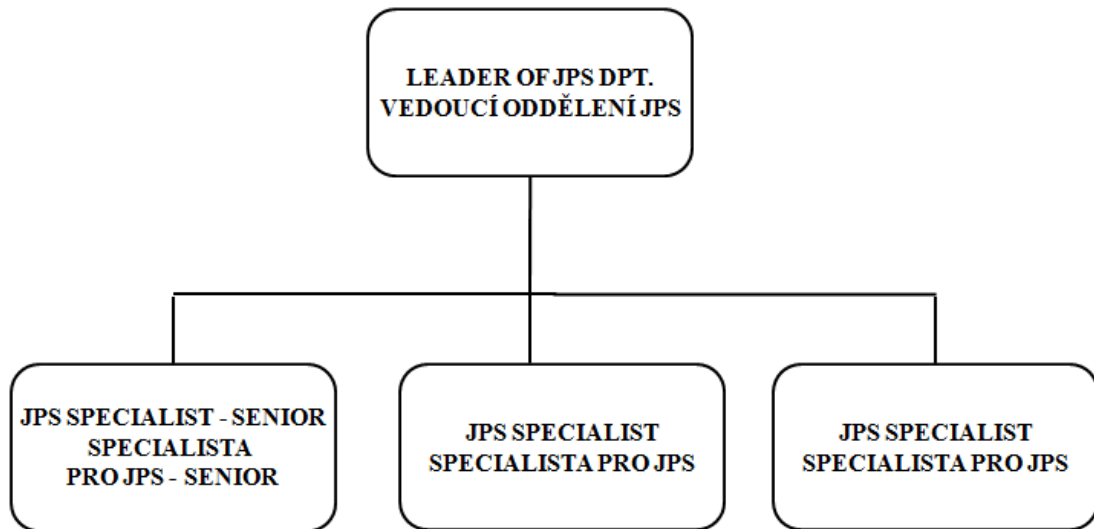 LEADER OF JPS DPT.
VEDOUCÍ ODDĚLENÍ JPS
JPS SPECIALIST - SENIOR
SPECIALISTA
PRO JPS - SENIOR
JPS SPECIALIST
SPECIALISTA PRO JPS
JPS SPECIALIST
SPECIALISTA PRO JPS